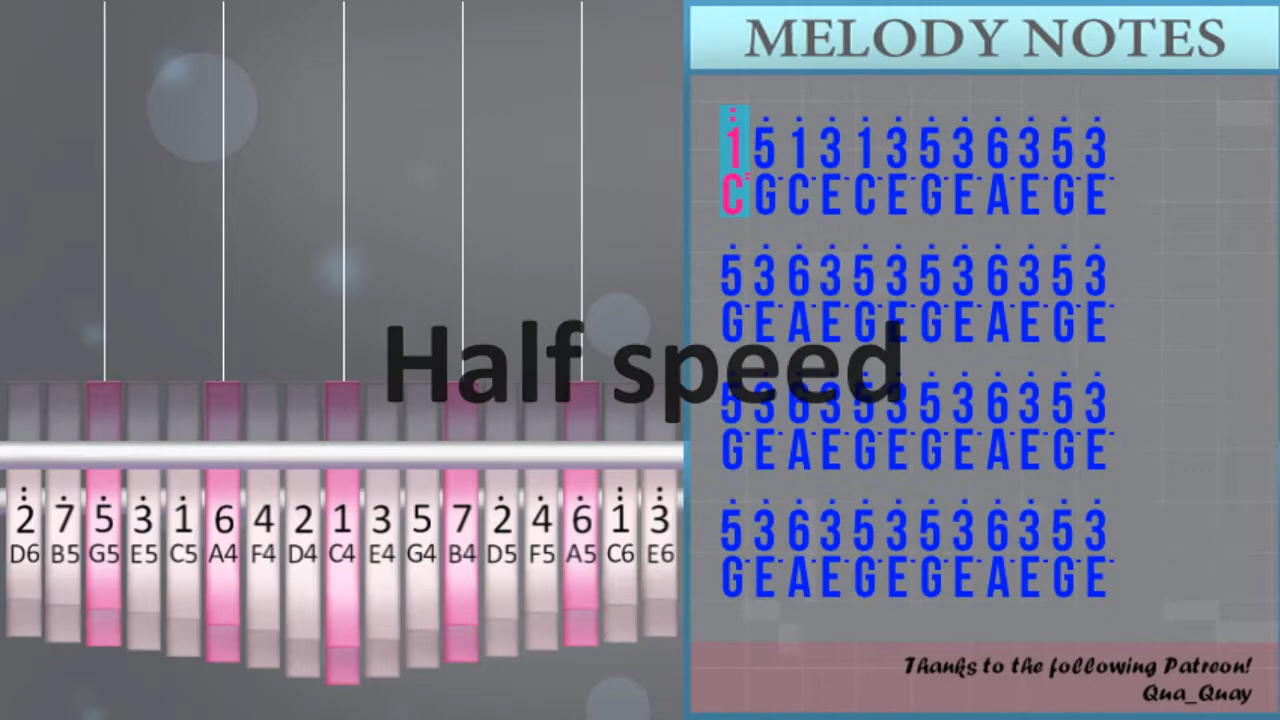 MELODY NOTES
1̈ 5̇ 1̇ 3̇ 1̇ 3̇ 5̇ 3̇ 6̇ 3̇ 5̇ 3̇
C" G' C' E' C' E' G' E' A' E' G' E'
5̇ 3̇ 6̇ 3̇ 5̇ 3̇ 5̇ 3̇ 6̇ 3̇ 5̇ 3̇
G' E' A' E' G' E' G' E' A' E' G' E'
Half speed
5̇ 3̇ 6̇ 3̇ 5̇ 3̇ 5̇ 3̇ 6̇ 3̇ 5̇ 3̇
G' E' A' E' G' E' G' E' A' E' G' E'
5̇ 3̇ 6̇ 3̇ 5̇ 3̇ 5̇ 3̇ 6̇ 3̇ 5̇ 3̇
G' E' A' E' G' E' G' E' A' E' G' E'
2̈ 7̇ 5̇ 3̇ 1̇ 6 4 2 1 3 5 7 2̇ 4̇ 6̇ 1̈ 3̈
D6 B5 G5 E5 C5 A4 F4 D4 C4 E4 G4 B4 D5 F5 A5 C6 E6
Thanks to the following Patreon!
Qua_Quay